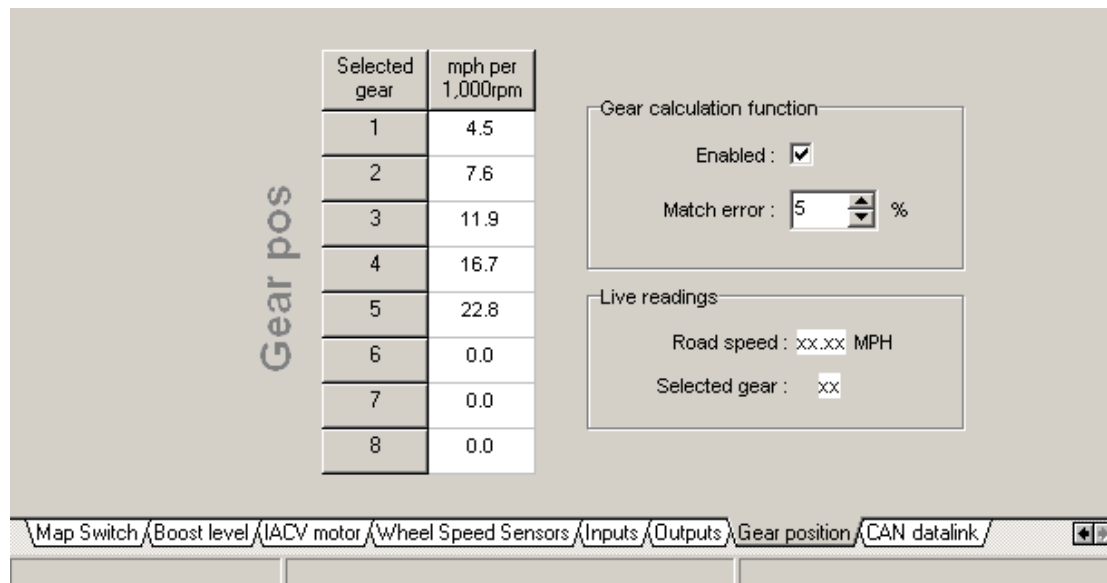 Gear pos
Selected gear mph per 1,000rpm
1 4.5
2 7.6
3 11.9
4 16.7
5 22.8
6 0.0
7 0.0
8 0.0
Gear calculation function
Enabled :
Match error : 5 %
Live readings
Road speed : xx.xx MPH
Selected gear : xx
Map Switch Boost level IACV motor Wheel Speed Sensors Inputs Outputs Gear position CAN datalink